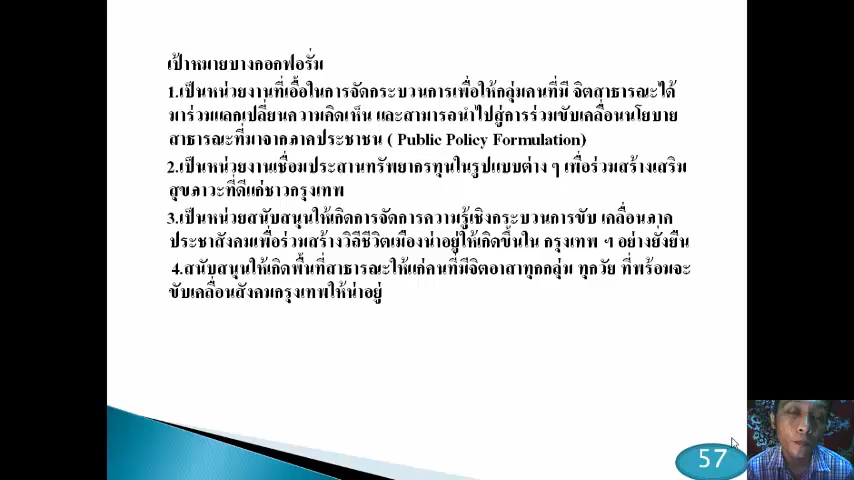 เป้าหมายบางกอกฟอรั่ม
1.เป็นหน่วยงานที่เอื้อในการจัดกระบวนการเพื่อให้กลุ่มคนที่มี จิตสาธารณะได้
มาร่วมแลกเปลี่ยนความคิดเห็น และสามารถนำไปสู่การร่วมขับเคลื่อนนโยบาย
สาธารณะที่มาจากภาคประชาชน ( Public Policy Formulation)
2.เป็นหน่วยงานเชื่อมประสานทรัพยากรทุนในรูปแบบต่าง ๆ เพื่อร่วมสร้างเสริม
สุขภาวะที่ดีแก่ชาวกรุงเทพ
3.เป็นหน่วยสนับสนุนให้เกิดการจัดการความรู้เชิงกระบวนการขับ เคลื่อนภาค
ประชาสังคมเพื่อร่วมสร้างวิถีชีวิตเมืองน่าอยู่ให้เกิดขึ้นใน กรุงเทพ ฯ อย่างยั่งยืน
4.สนับสนุนให้เกิดพื้นที่สาธารณะให้แก่คนที่มีจิตอาสาทุกกลุ่ม ทุกวัย ที่พร้อมจะ
ขับเคลื่อนสังคมกรุงเทพให้น่าอยู่
57